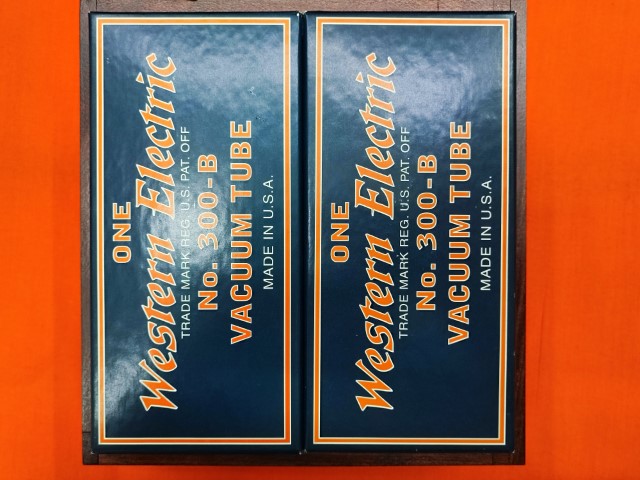 ONE
Western Electric
TRADE MARK REG. U.S. PAT. OFF
No. 300-B
VACUUM TUBE
MADE IN U.S.A.
ONE
Western Electric
TRADE MARK REG. U.S. PAT. OFF
No. 300-B
VACUUM TUBE
MADE IN U.S.A.